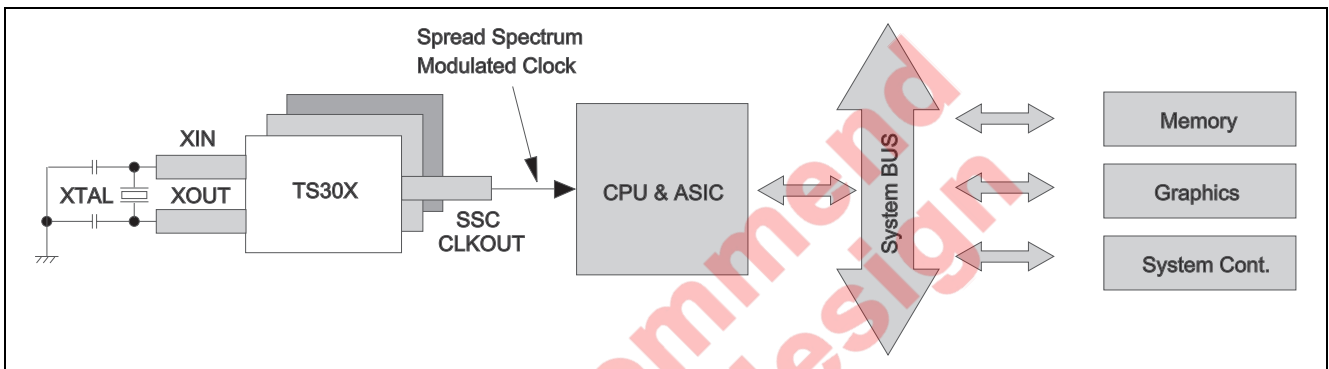 Spread Spectrum
Modulated Clock
XIN
XTAL
XOUT
TS30X
SSC
CLKOUT
CPU & ASIC
System BUS
Memory
Graphics
System Cont.